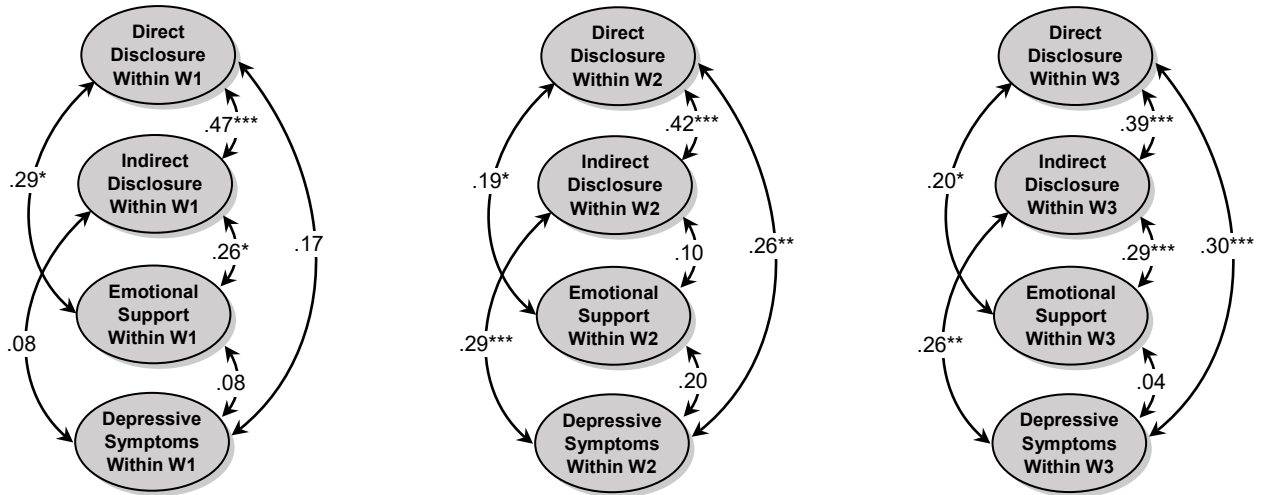 Direct
Disclosure
Within W1
.47***
Indirect
Disclosure
Within W1
.29*
.26*
.17
Emotional
Support
Within W1
.08
.08
Depressive
Symptoms
Within W1
Direct
Disclosure
Within W2
.42***
Indirect
Disclosure
Within W2
.19*
.10
.26**
Emotional
Support
Within W2
.29***
.20
Depressive
Symptoms
Within W2
Direct
Disclosure
Within W3
.39***
Indirect
Disclosure
Within W3
.20*
.29***
.30***
Emotional
Support
Within W3
.26**
.04
Depressive
Symptoms
Within W3